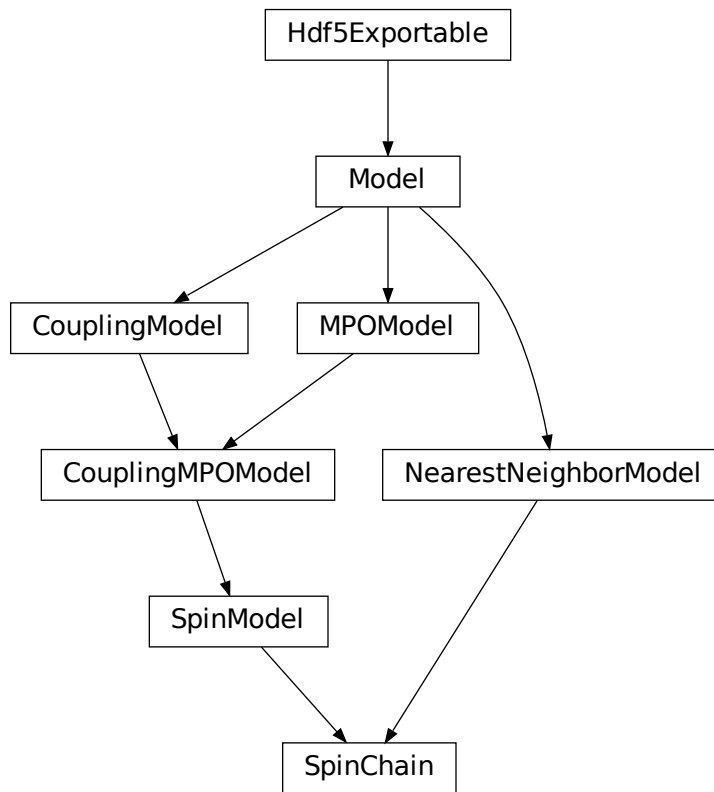 Hdf5Exportable
Model
CouplingModel
MPOModel
CouplingMPOModel
NearestNeighborModel
SpinModel
SpinChain